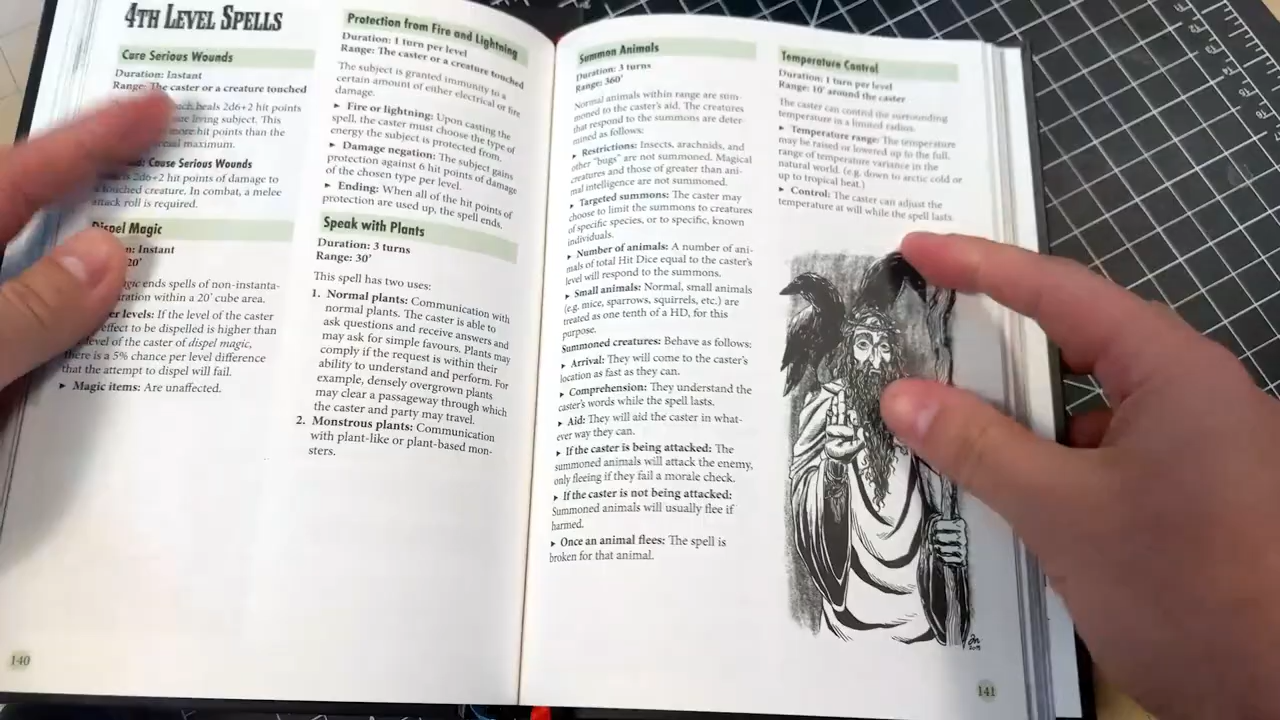 4TH LEVEL SPELLS
Cure Serious Wounds
Duration: Instant
Range: The caster or a creature touched
heals 2d6+2 hit points
living subject. This
more hit points than the
maximum.
Cause Serious Wounds
2d6+2 hit points of damage to
a touched creature. In combat, a melee
attack roll is required.
Dispel Magic
Instant
20'
ends spells of non-instanta-
within a 20' cube area.
levels: If the level of the caster
effect to be dispelled is higher than
level of the caster of dispel magic,
there is a 5% chance per level difference
that the attempt to dispel will fail.
▶ Magic items: Are unaffected.
Protection from Fire and Lightning
Duration: 1 turn per level
Range: The caster or a creature touched
The subject is granted immunity to a
certain amount of either electrical or fire
damage.
▶ Fire or lightning: Upon casting the
spell, the caster must choose the type of
energy the subject is protected from.
▶ Damage negation: The subject gains
protection against 6 hit points of damage
of the chosen type per level.
▶ Ending: When all of the hit points of
protection are used up, the spell ends.
Speak with Plants
Duration: 3 turns
Range: 30'
This spell has two uses:
1. Normal plants: Communication with
normal plants. The caster is able to
ask questions and receive answers and
may ask for simple favours. Plants may
comply if the request is within their
ability to understand and perform. For
example, densely overgrown plants
may clear a passageway through which
the caster and party may travel.
2. Monstrous plants: Communication
with plant-like or plant-based mon-
sters.
140
Summon Animals
Duration: 3 turns
Range: 360'
Normal animals within range are sum-
moned to the caster's aid. The creatures
that respond to the summons are deter-
mined as follows:
▶ Restrictions: Insects, arachnids, and
other "bugs" are not summoned. Magical
creatures and those of greater than ani-
mal intelligence are not summoned.
▶ Targeted summons: The caster may
choose to limit the summons to creatures
of specific species, or to specific, known
individuals.
▶ Number of animals: A number of ani-
mals of total Hit Dice equal to the caster's
level will respond to the summons.
▶ Small animals: Normal, small animals
(e.g. mice, sparrows, squirrels, etc.) are
treated as one tenth of a HD, for this
purpose.
Summoned creatures: Behave as follows:
▶ Arrival: They will come to the caster's
location as fast as they can.
▶ Comprehension: They understand the
caster's words while the spell lasts.
▶ Aid: They will aid the caster in what-
ever way they can.
▶ If the caster is being attacked: The
summoned animals will attack the enemy,
only fleeing if they fail a morale check.
▶ If the caster is not being attacked:
Summoned animals will usually flee if
harmed.
▶ Once an animal flees: The spell is
broken for that animal.
Temperature Control
Duration: 1 turn per level
Range: 10' around the caster
The caster can control the surrounding
temperature in a limited radius.
▶ Temperature range: The temperature
may be raised or lowered up to the full
range of temperature variance in the
natural world. (e.g. down to arctic cold or
up to tropical heat.)
▶ Control: The caster can adjust the
temperature at will while the spell lasts.
141